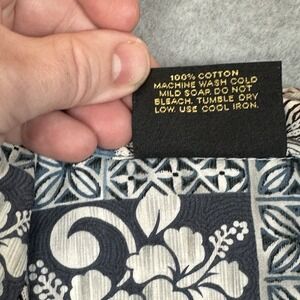 100% COTTON
MACHINE WASH COLD
MILD SOAP. DO NOT
BLEACH. TUMBLE DRY
LOW. USE COOL IRON.